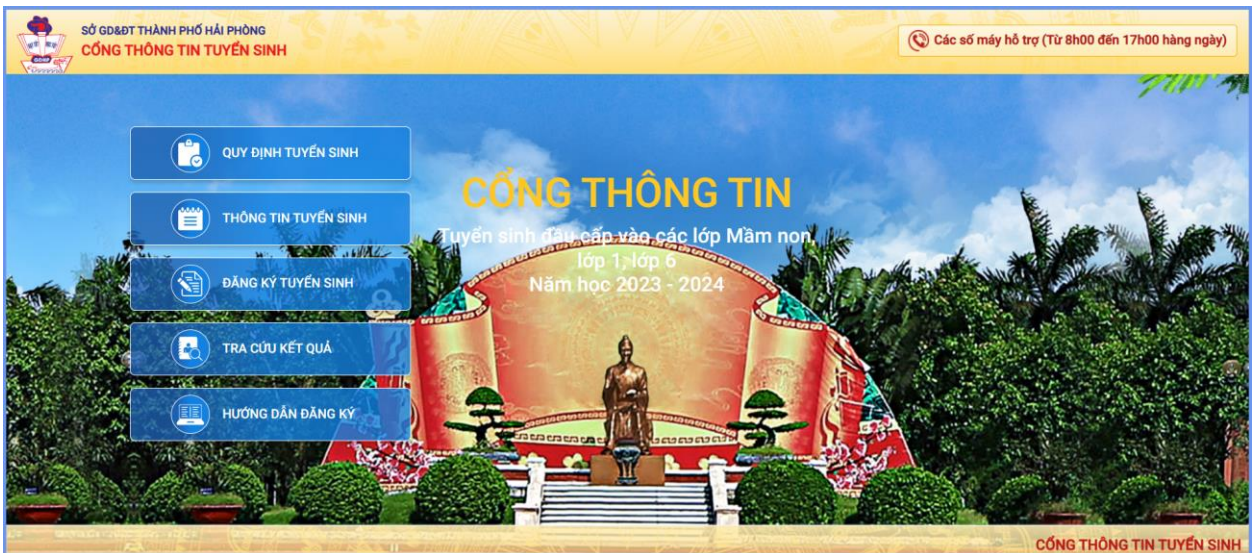 SỞ GD&ĐT THÀNH PHỐ HẢI PHÒNG
CỔNG THÔNG TIN TUYỂN SINH
Các số máy hỗ trợ (Từ 8h00 đến 17h00 hàng ngày)
QUY ĐỊNH TUYỂN SINH
THÔNG TIN TUYỂN SINH
ĐĂNG KÝ TUYỂN SINH
TRA CỨU KẾT QUẢ
HƯỚNG DẪN ĐĂNG KÝ
CỔNG THÔNG TIN
Tuyển sinh đầu cấp vào các lớp Mầm non,
lớp 1, lớp 6
Năm học 2023 - 2024
CỔNG THÔNG TIN TUYỂN SINH